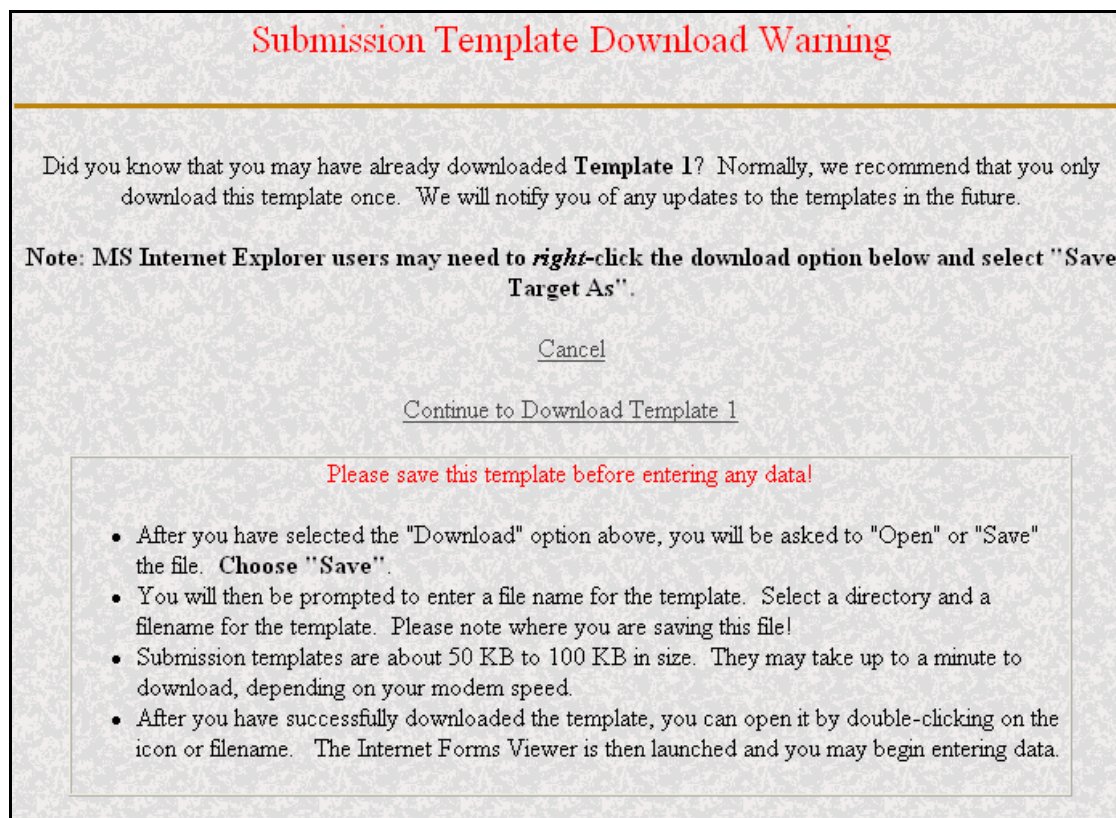 Submission Template Download Warning
Did you know that you may have already downloaded Template 1?  Normally, we recommend that you only
download this template once.  We will notify you of any updates to the templates in the future.
Note: MS Internet Explorer users may need to right-click the download option below and select "Save
Target As".
Cancel
Continue to Download Template 1
Please save this template before entering any data!
• After you have selected the "Download" option above, you will be asked to "Open" or "Save"
the file.  Choose "Save".
• You will then be prompted to enter a file name for the template.  Select a directory and a
filename for the template.  Please note where you are saving this file!
• Submission templates are about 50 KB to 100 KB in size.  They may take up to a minute to
download, depending on your modem speed.
• After you have successfully downloaded the template, you can open it by double-clicking on the
icon or filename.   The Internet Forms Viewer is then launched and you may begin entering data.